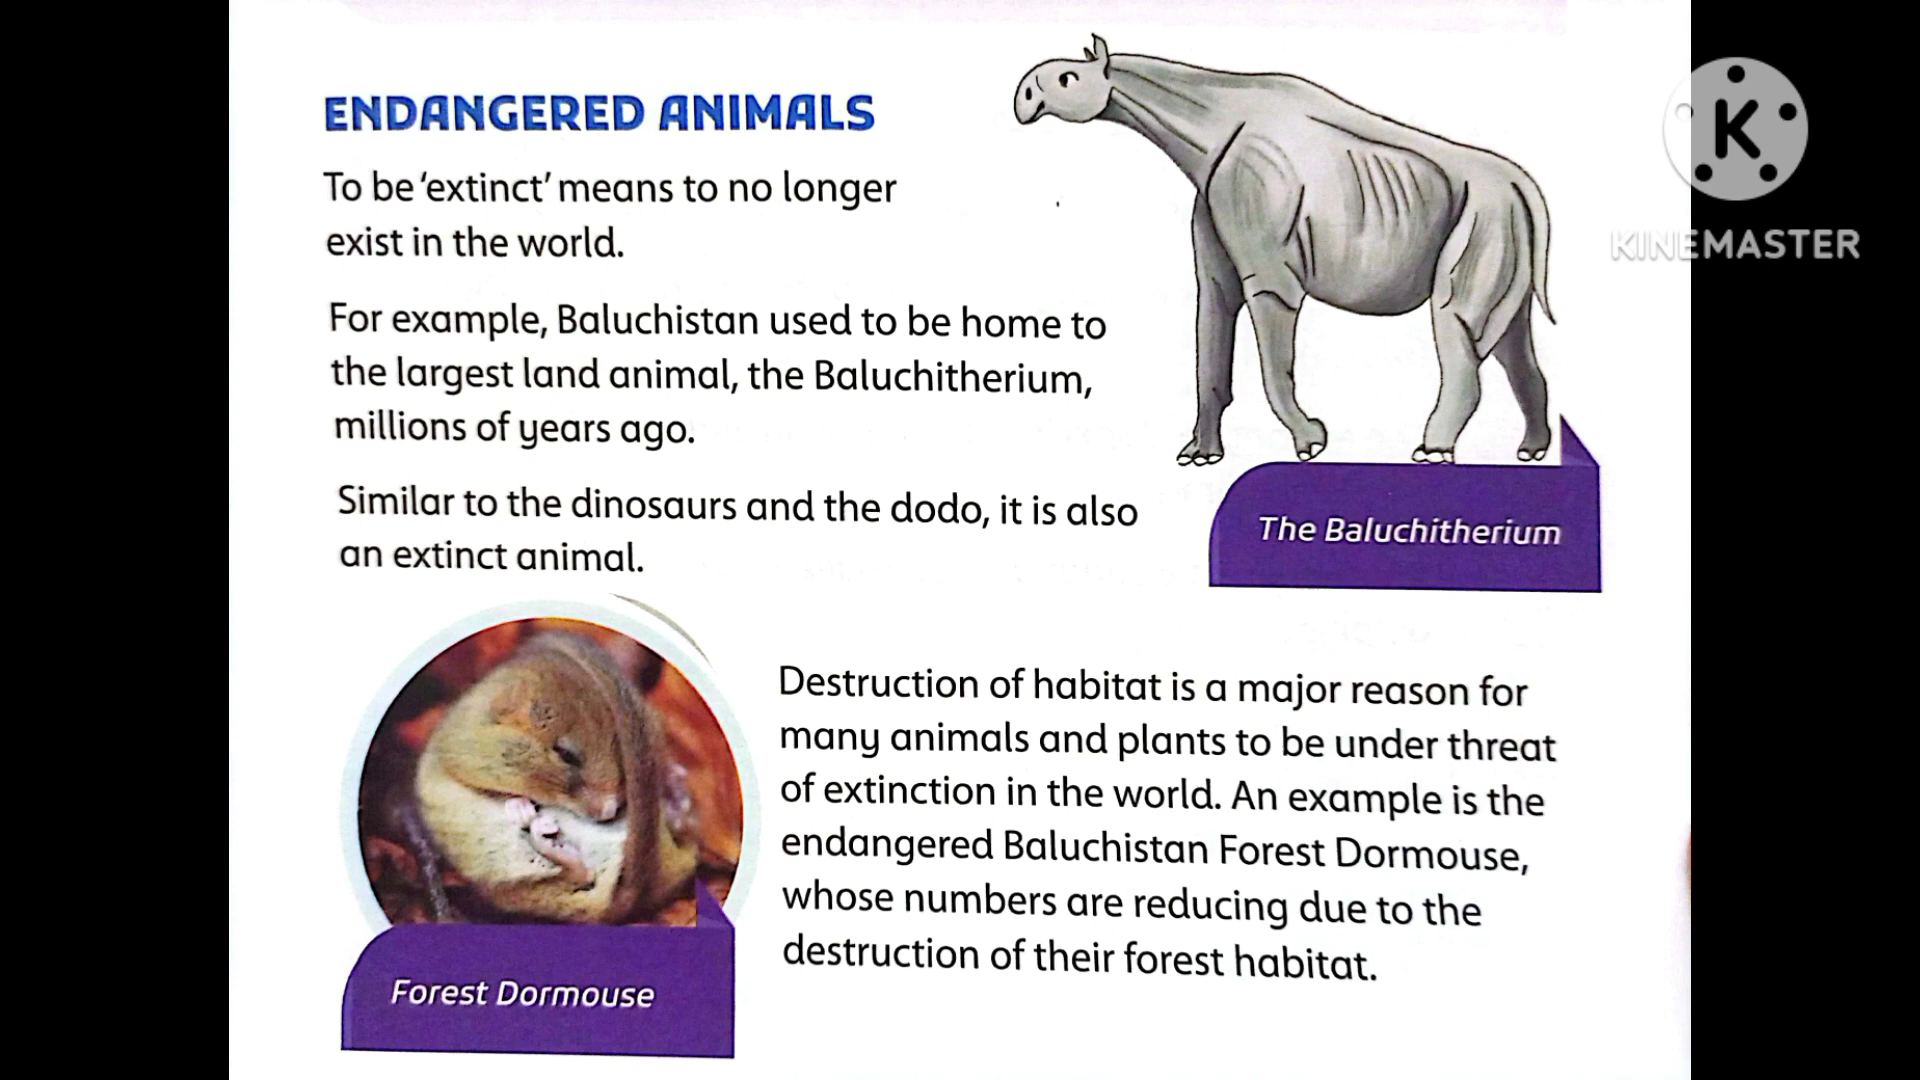 ENDANGERED ANIMALS
To be 'extinct' means to no longer
exist in the world.
For example, Baluchistan used to be home to
the largest land animal, the Baluchitherium,
millions of years ago.
Similar to the dinosaurs and the dodo, it is also
an extinct animal.
The Baluchitherium
K
KINEMASTER
Forest Dormouse
Destruction of habitat is a major reason for
many animals and plants to be under threat
of extinction in the world. An example is the
endangered Baluchistan Forest Dormouse,
whose numbers are reducing due to the
destruction of their forest habitat.